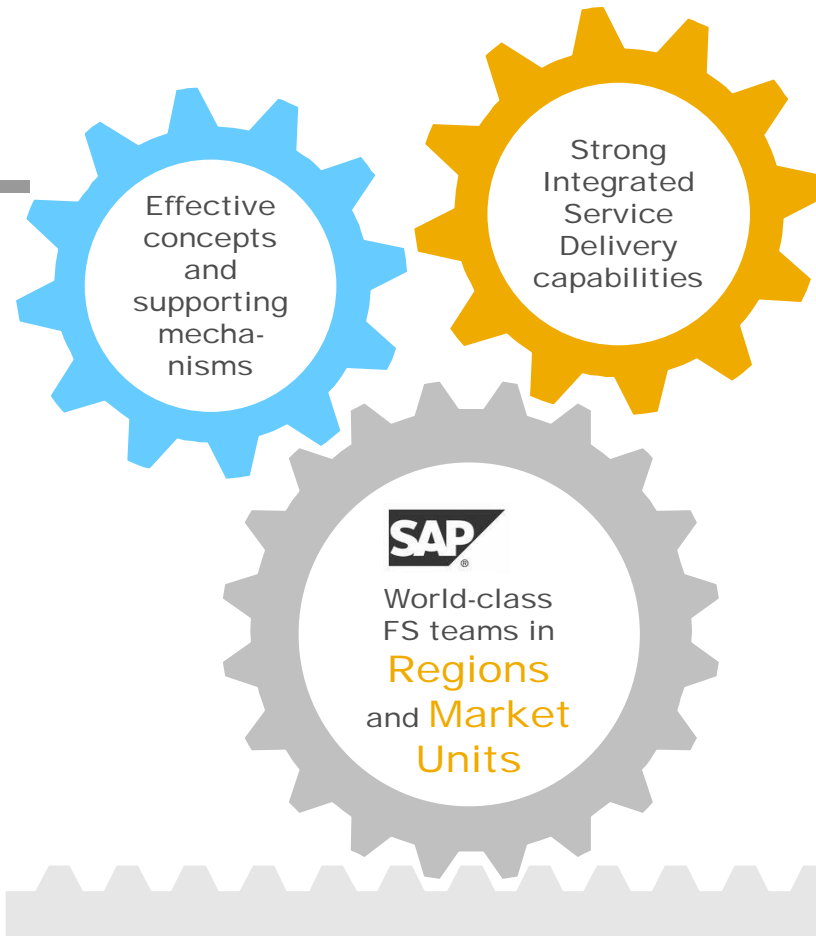 Effective
concepts
and
supporting
mecha-
nisms
Strong
Integrated
Service
Delivery
capabilities
SAP
®
World-class
FS teams in
Regions
and Market
Units